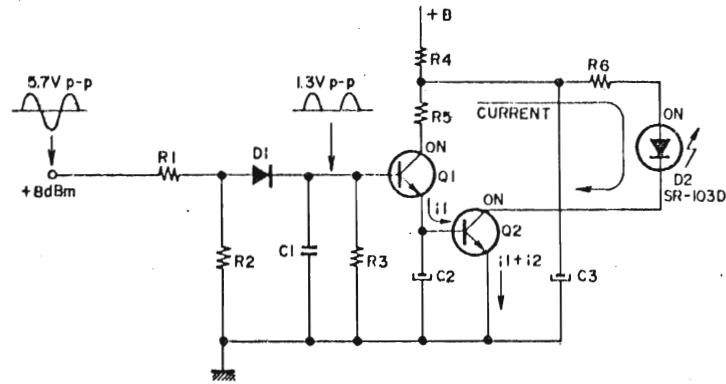 +B
R4
R6
5.7V p-p
1.3V p-p
R5
CURRENT
ON
D1
ON
R1
Q1
D2
SR-103D
+8dBm
i1
ON
Q2
R2
C1
R3
C2
i1+i2
C3